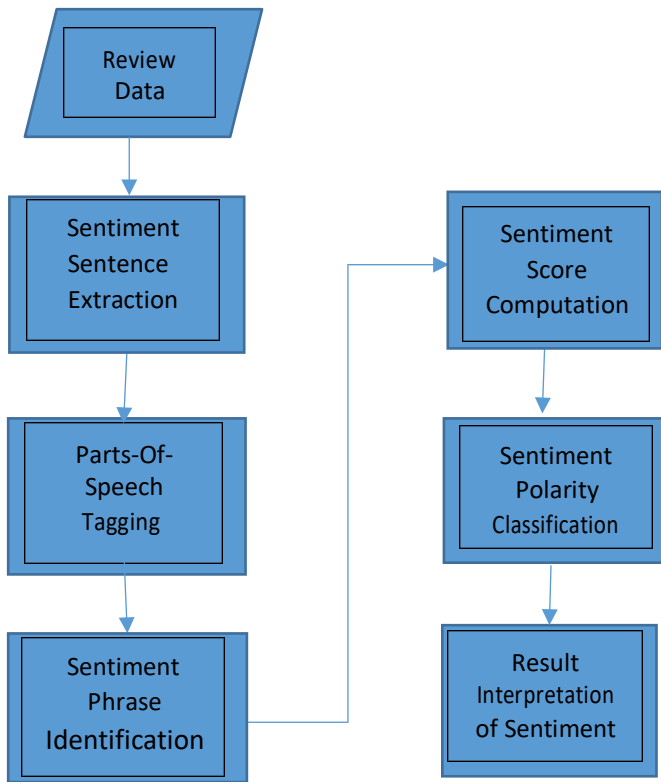 Review
Data
Sentiment
Sentence
Extraction
Parts-Of-
Speech
Tagging
Sentiment
Phrase
Identification
Sentiment
Score
Computation
Sentiment
Polarity
Classification
Result
Interpretation
of Sentiment